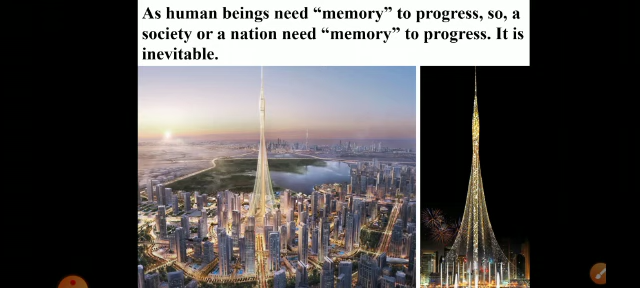 As human beings need “memory” to progress, so, a
society or a nation need “memory” to progress. It is
inevitable.